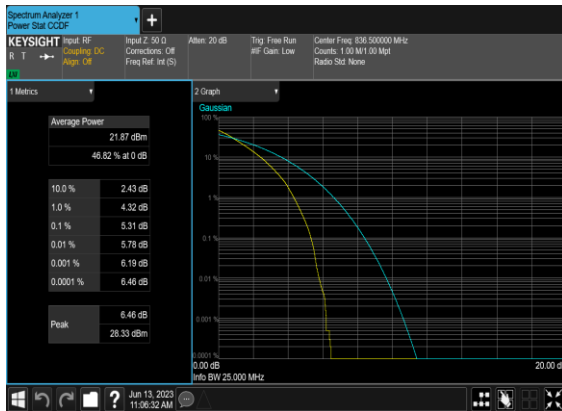 Spectrum Analyzer 1
Power Stat CCDF
KEYSIGHT
R T
LXI
Input: RF
Coupling: DC
Align: Off
Input Z: 50 Ω
Corrections: Off
Freq Ref: Int (S)
Atten: 20 dB
Trig: Free Run
#IF Gain: Low
Center Freq: 836.500000 MHz
Counts: 1.00 M/1.00 Mpt
Radio Std: None
1 Metrics
Average Power
21.87 dBm
46.82 % at 0 dB
10.0 % 2.43 dB
1.0 % 4.32 dB
0.1 % 5.31 dB
0.01 % 5.78 dB
0.001 % 6.19 dB
0.0001 % 6.46 dB
Peak
6.46 dB
28.33 dBm
2 Graph
Gaussian
100 %
10 %
1 %
0.1 %
0.01 %
0.001 %
0.0001 %
0.00 dB 20.00 dB
Info BW 25.000 MHz
?
Jun 13, 2023
11:06:32 AM